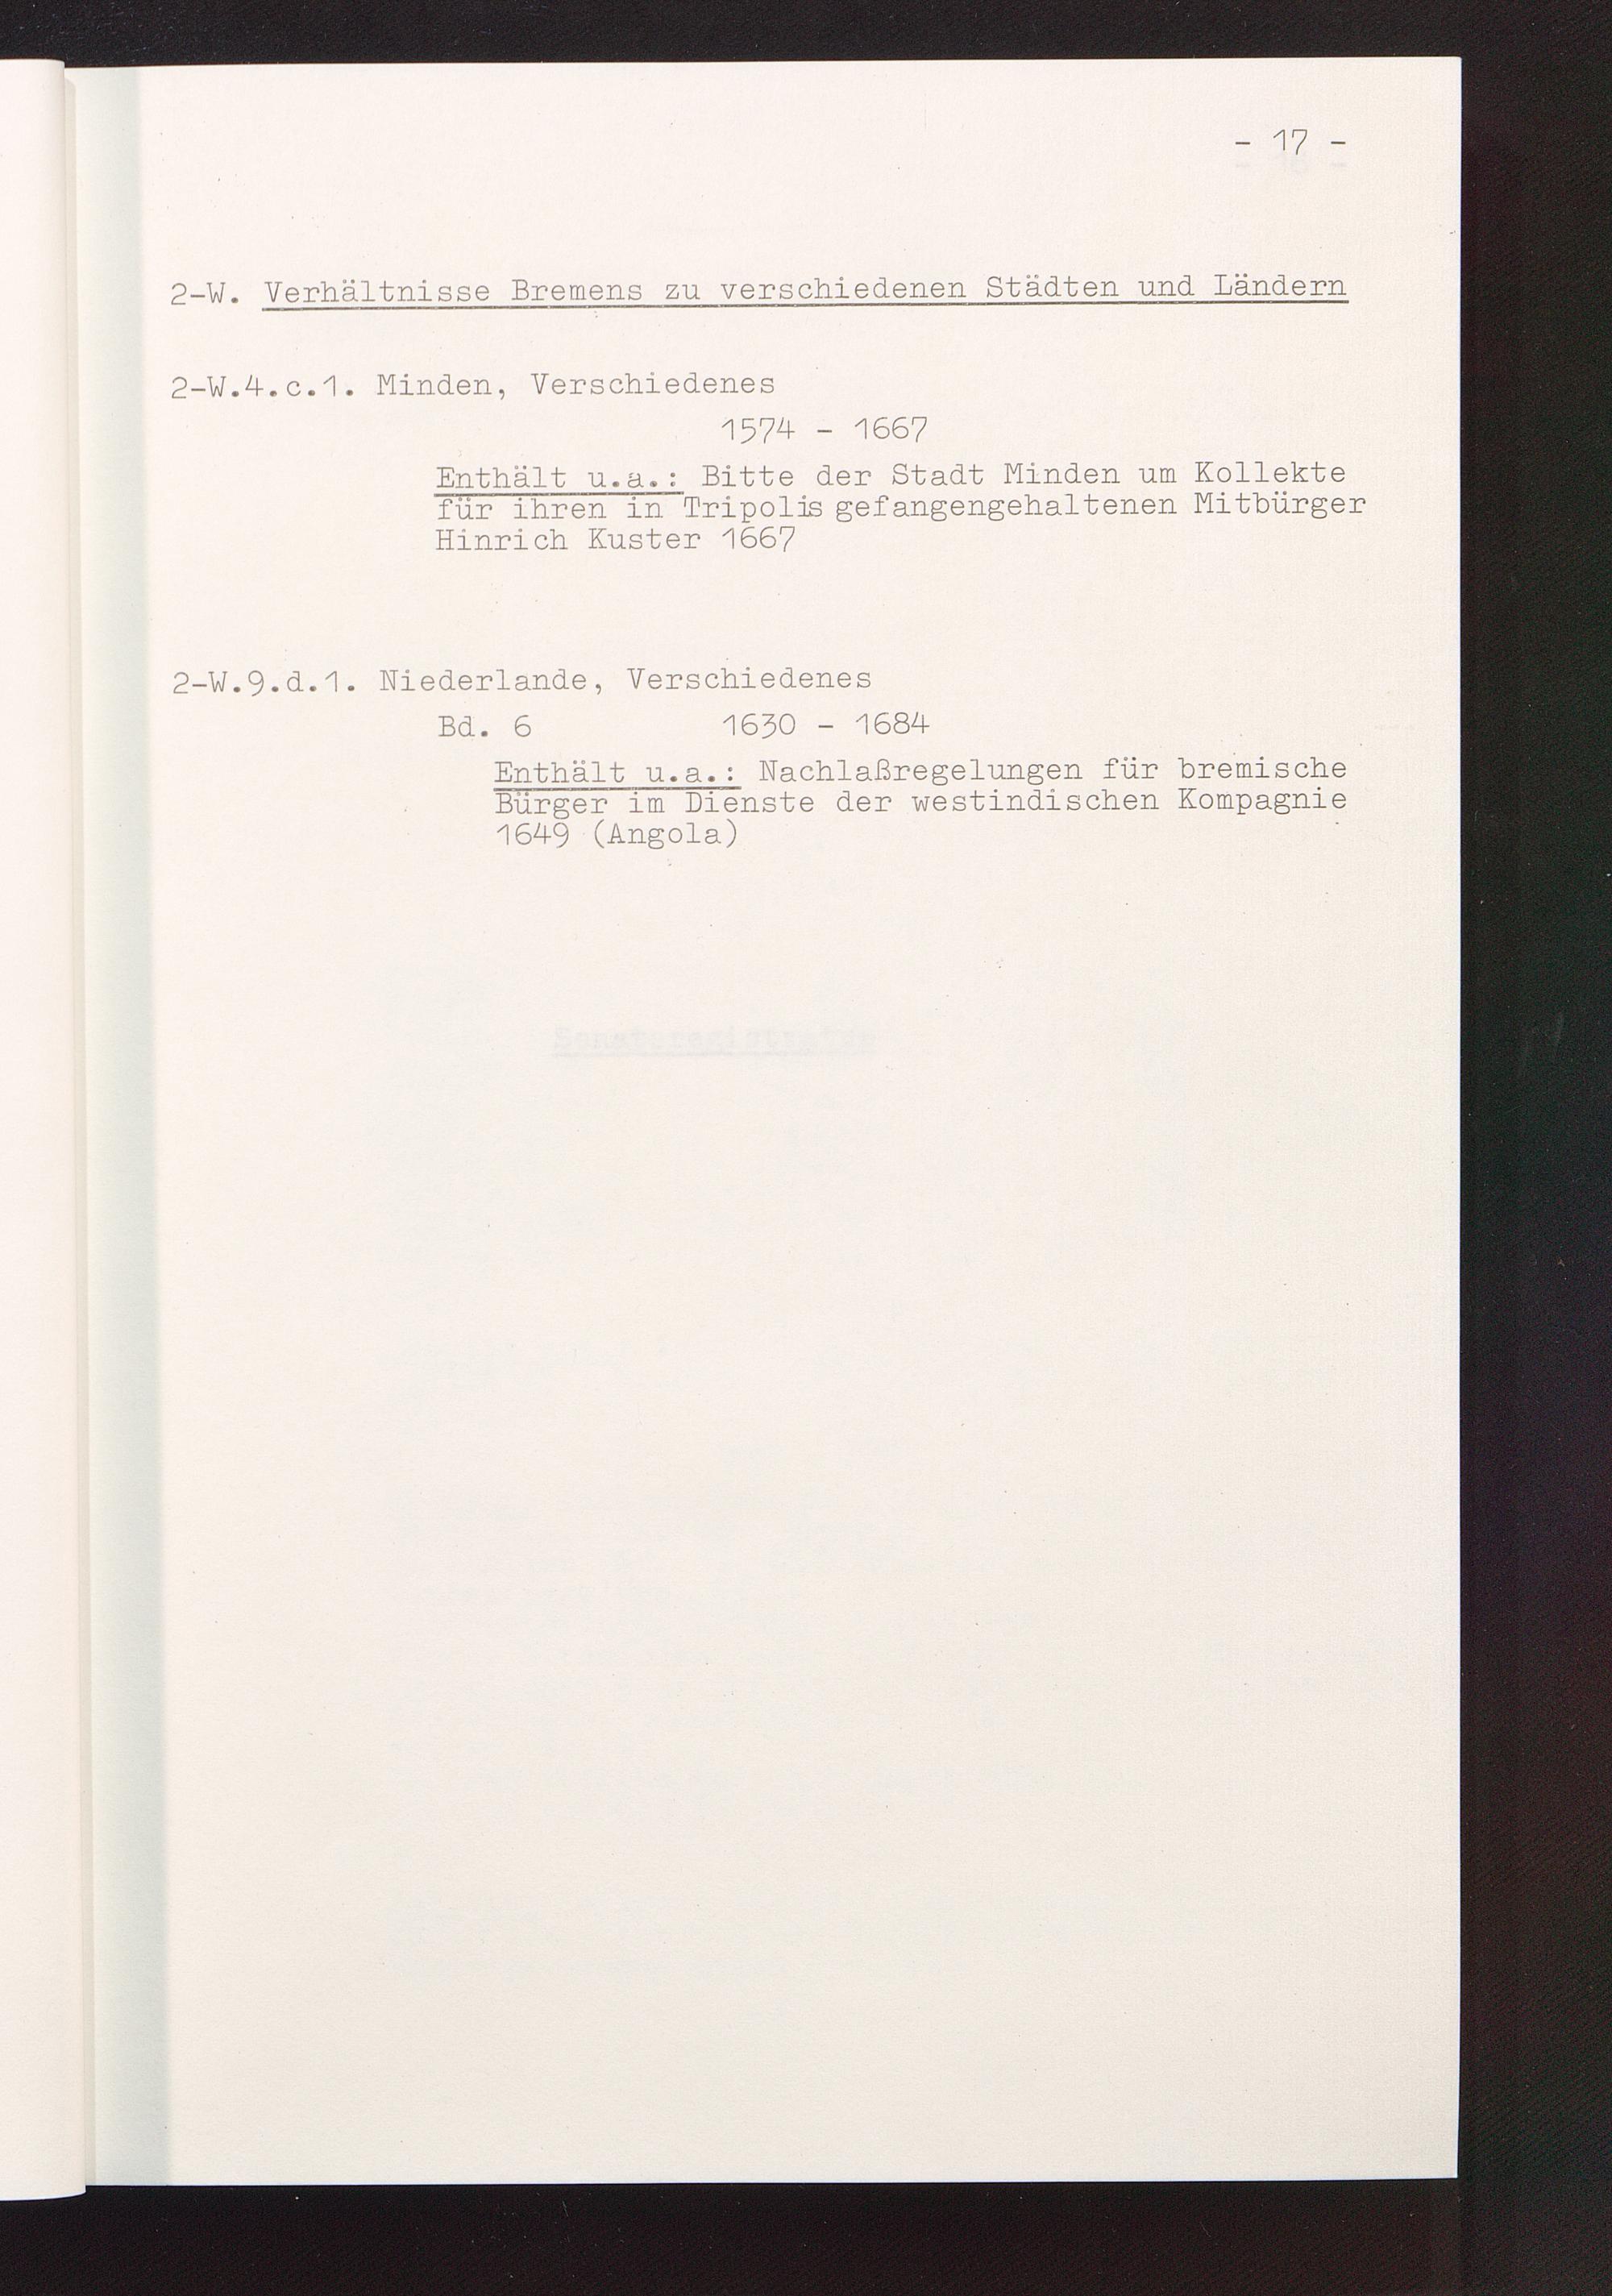 - 17 -
2-W. Verhältnisse Bremens zu verschiedenen Städten und Ländern
2-W.4.c.1. Minden, Verschiedenes
1574 - 1667
Enthält u.a.: Bitte der Stadt Minden um Kollekte
für ihren in Tripolis gefangengehaltenen Mitbürger
Hinrich Kuster 1667
2-W.9.d.1. Niederlande, Verschiedenes
Bd. 6 1630 - 1684
Enthält u.a.: Nachlaßregelungen für bremische
Bürger im Dienste der westindischen Kompagnie
1649 (Angola)